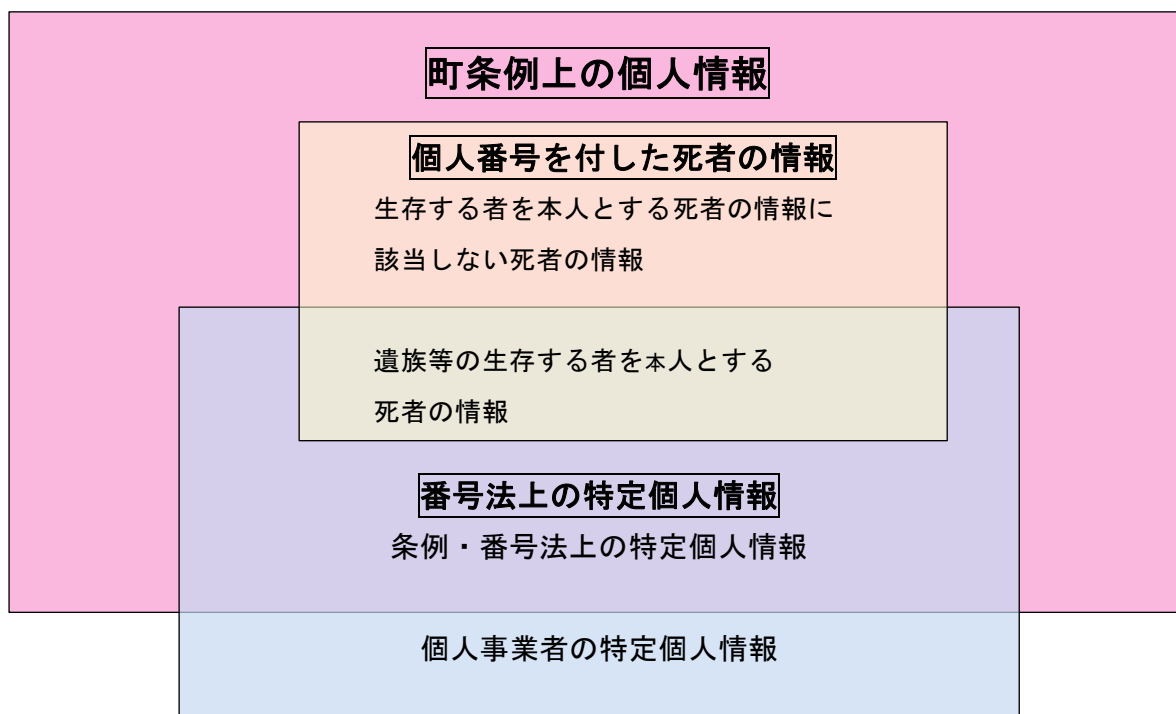 町条例上の個人情報
個人番号を付した死者の情報
生存する者を本人とする死者の情報に
該当しない死者の情報
遺族等の生存する者を本人とする
死者の情報
番号法上の特定個人情報
条例・番号法上の特定個人情報
個人事業者の特定個人情報